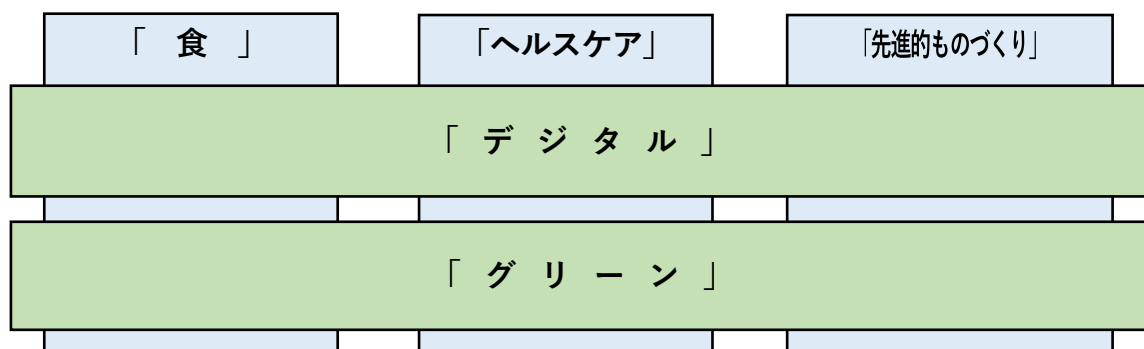 「 食 」
「ヘルスケア」
「先進的ものづくり」
「 デ ジ タ ル 」
「 グ リ ー ン 」